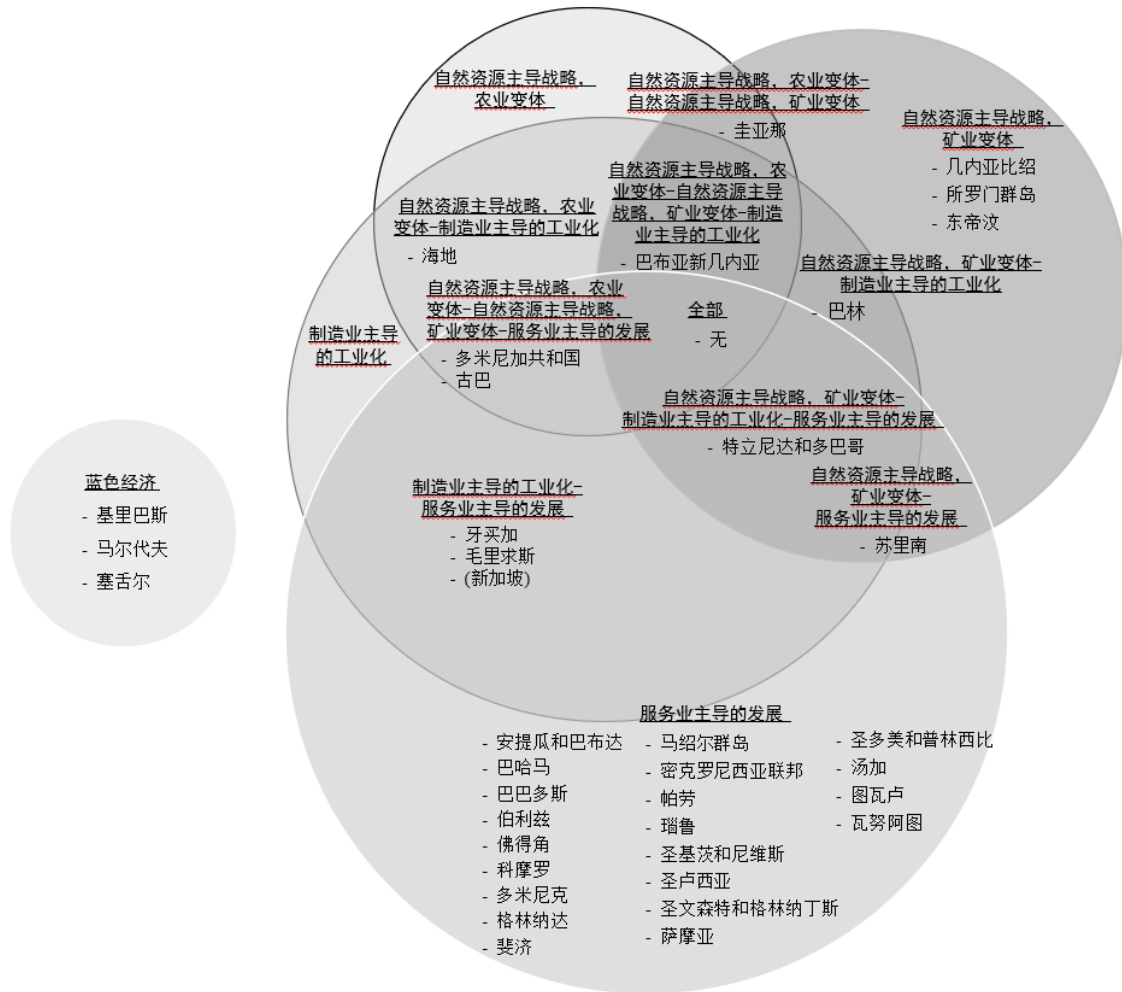 自然资源主导战略，
农业变体
自然资源主导战略，农业变体-
自然资源主导战略，矿业变体
- 圭亚那
自然资源主导战略，
矿业变体
- 几内亚比绍
- 所罗门群岛
- 东帝汶
自然资源主导战略，农
业变体-自然资源主导
战略，矿业变体-制造
业主导的工业化
- 巴布亚新几内亚
自然资源主导战略，农业
变体-制造业主导的工业化
- 海地
自然资源主导战略，矿业变体-
制造业主导的工业化
- 巴林
自然资源主导战略，农业
变体-自然资源主导战略，
矿业变体-服务业主导的发展
- 多米尼加共和国
- 古巴
全部
- 无
制造业主导
的工业化
自然资源主导战略，矿业变体-
制造业主导的工业化-服务业主导的发展
- 特立尼达和多巴哥
自然资源主导战略，
矿业变体-
服务业主导的发展
- 苏里南
蓝色经济
- 基里巴斯
- 马尔代夫
- 塞舌尔
制造业主导的工业化-
服务业主导的发展
- 牙买加
- 毛里求斯
- (新加坡)
服务业主导的发展
- 安提瓜和巴布达
- 巴哈马
- 巴巴多斯
- 伯利兹
- 佛得角
- 科摩罗
- 多米尼克
- 格林纳达
- 斐济
- 马绍尔群岛
- 密克罗尼西亚联邦
- 帕劳
- 瑙鲁
- 圣基茨和尼维斯
- 圣卢西亚
- 圣文森特和格林纳丁斯
- 萨摩亚
- 圣多美和普林西比
- 汤加
- 图瓦卢
- 瓦努阿图